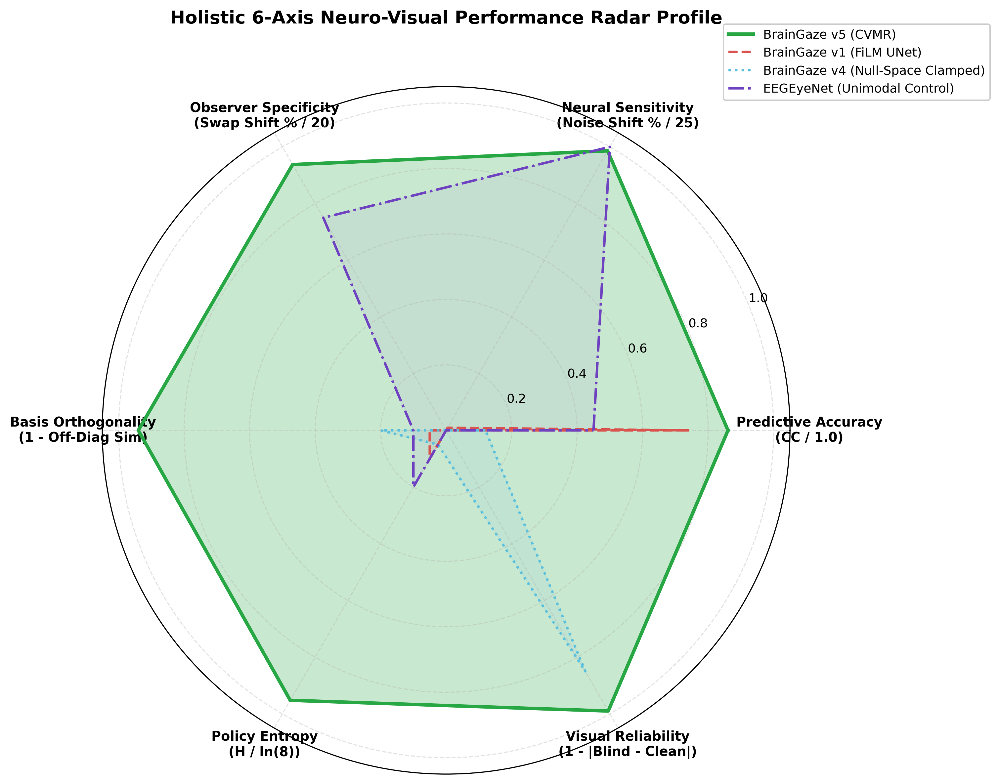 Holistic 6-Axis Neuro-Visual Performance Radar Profile
BrainGaze v5 (CVMR)
BrainGaze v1 (FiLM UNet)
BrainGaze v4 (Null-Space Clamped)
EEGEyeNet (Unimodal Control)
Observer Specificity
(Swap Shift % / 20)
Neural Sensitivity
(Noise Shift % / 25)
1.0
0.8
0.6
0.4
0.2
Basis Orthogonality
(1 - Off-Diag Sim)
Predictive Accuracy
(CC / 1.0)
Policy Entropy
(H / ln(8))
Visual Reliability
(1 - |Blind - Clean|)